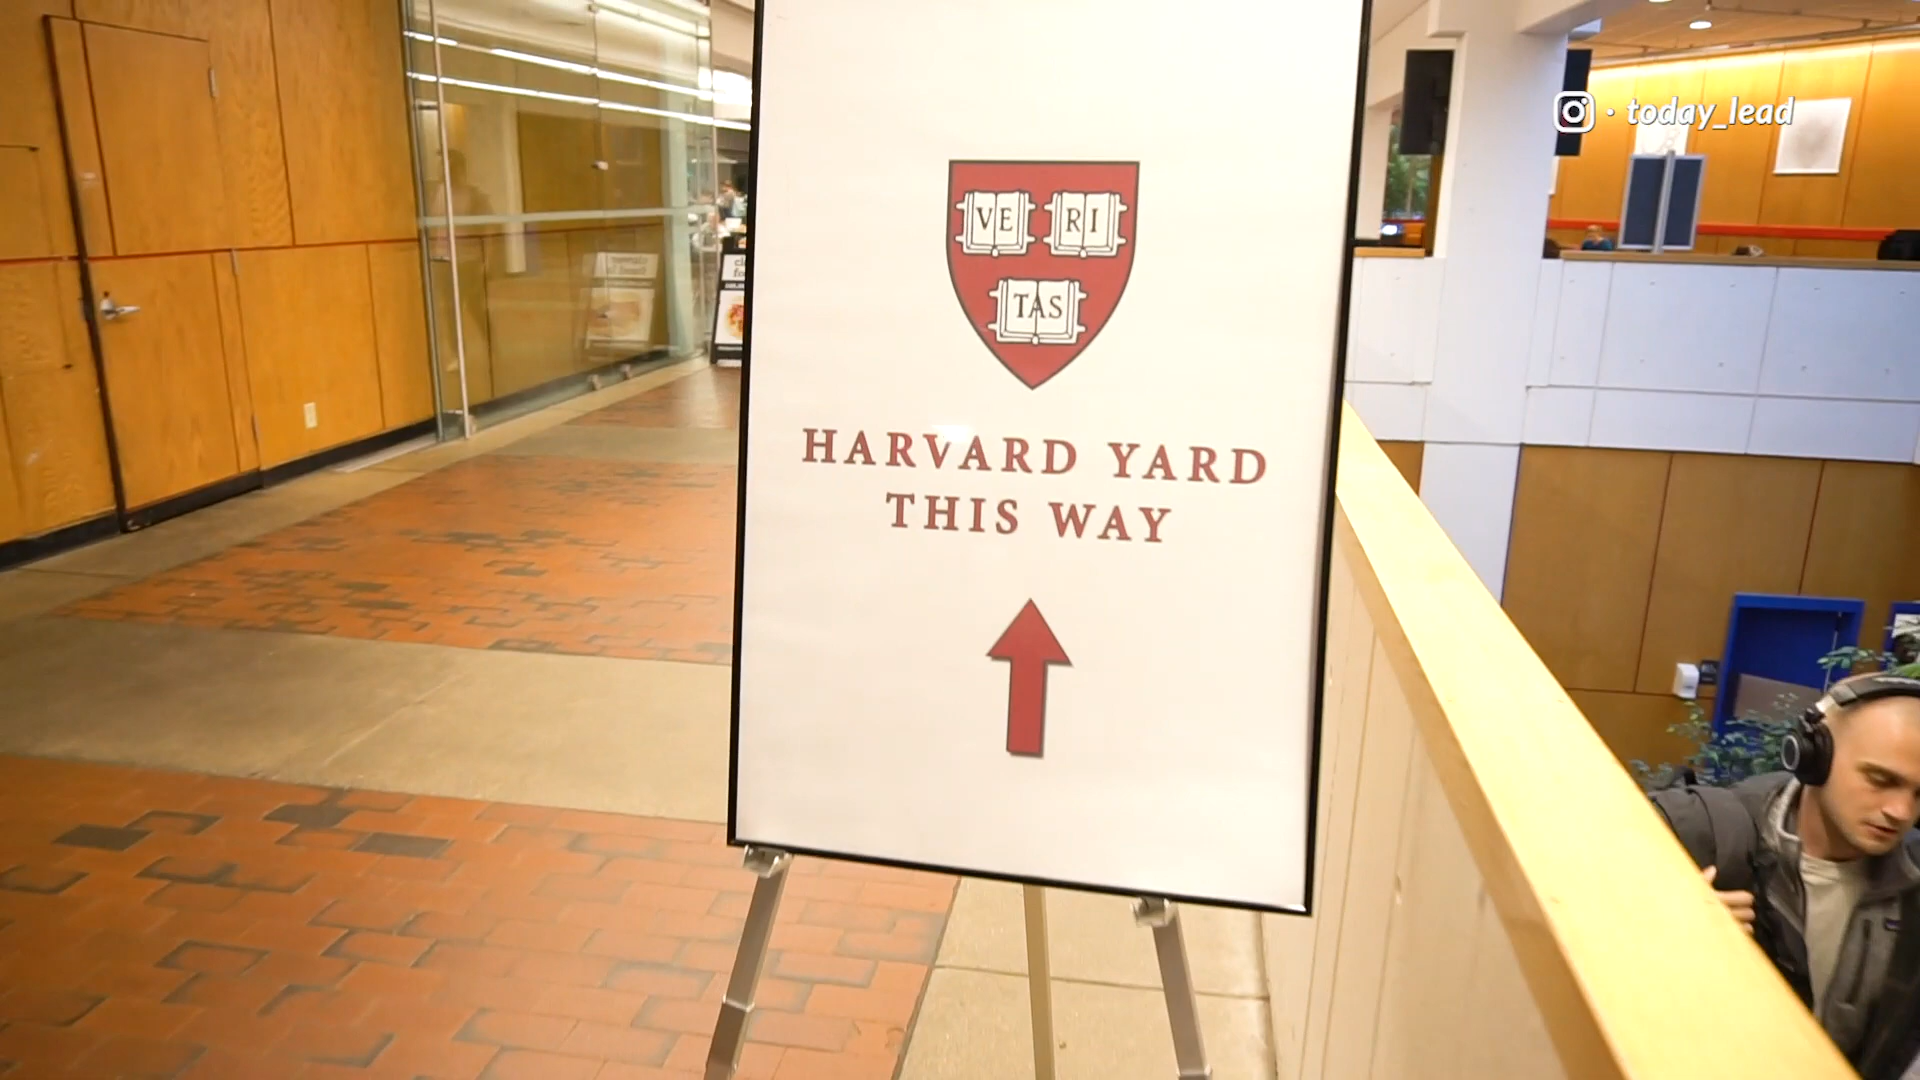 · today_lead
VE RI
TAS
HARVARD YARD
THIS WAY